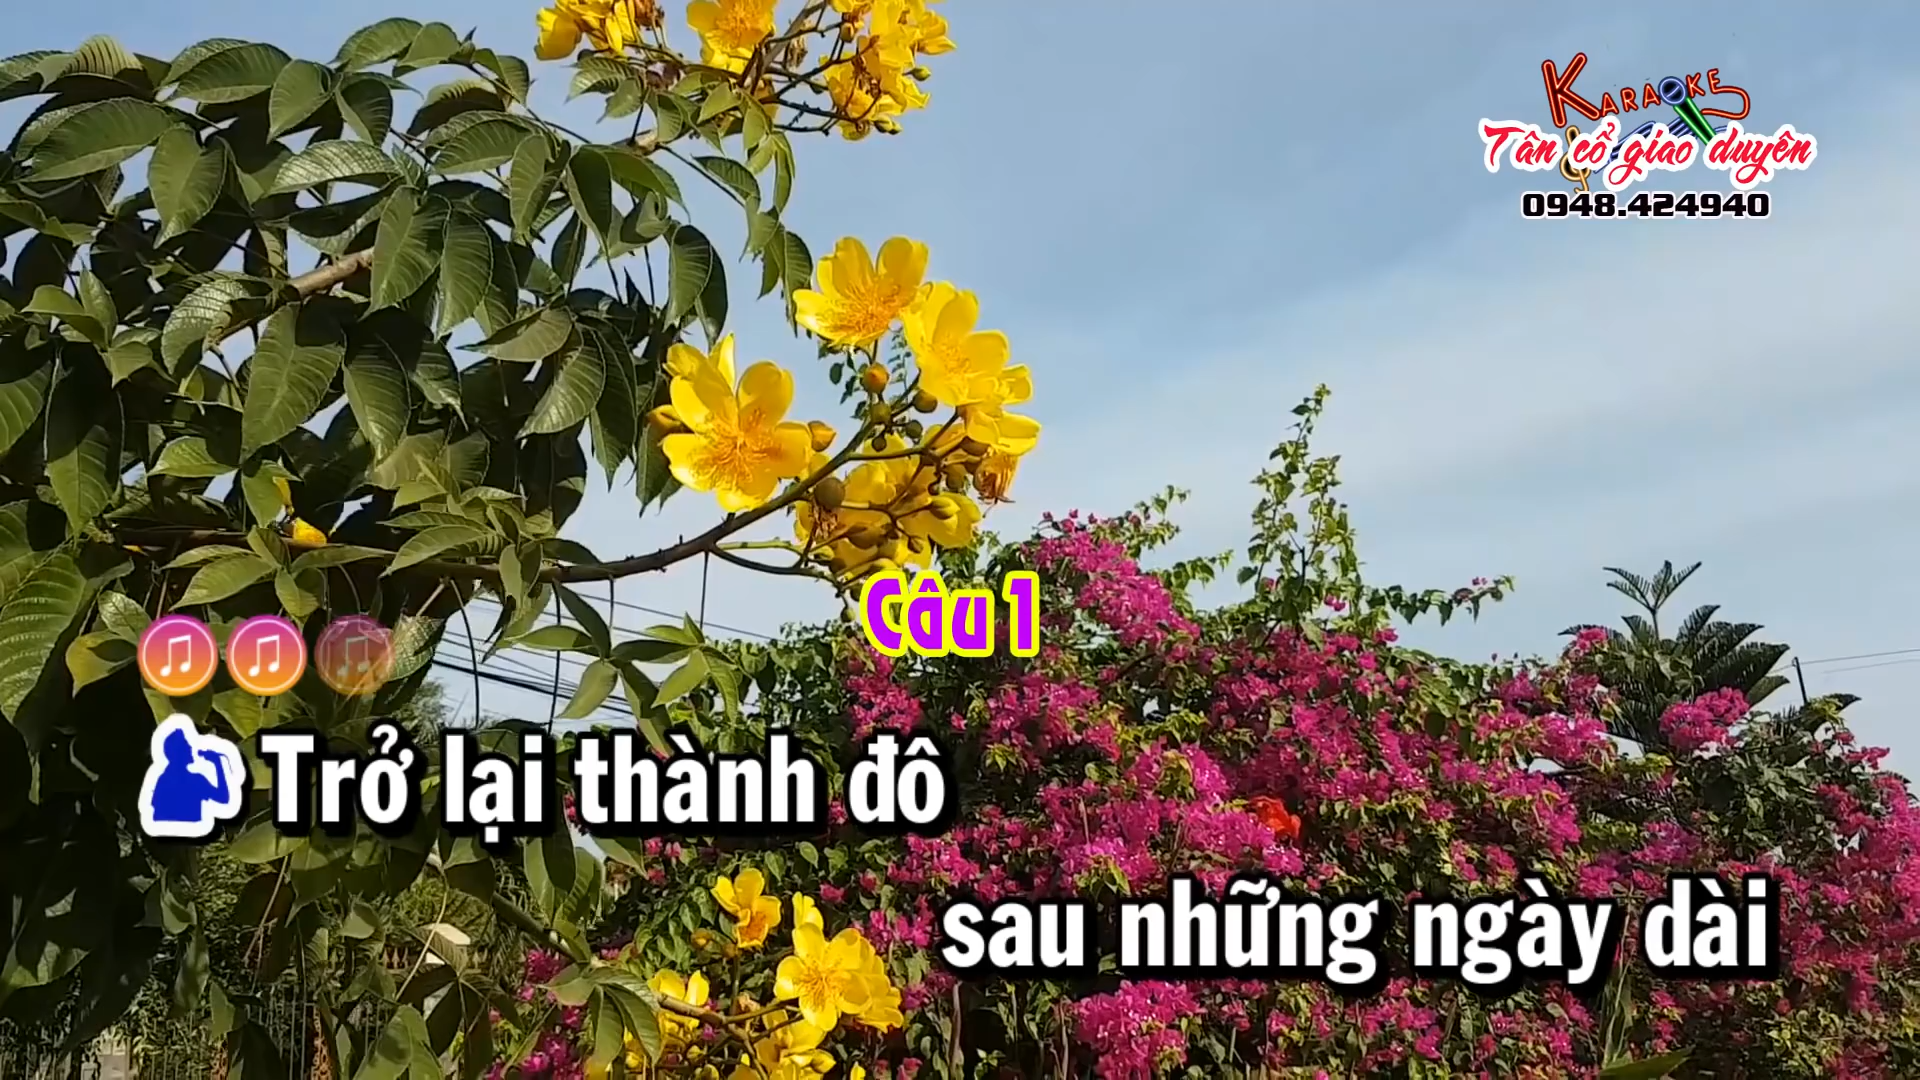 KARAOKE
Tân cổ giao duyên
0948.424940
Câu 1
Trở lại thành đô
sau những ngày dài